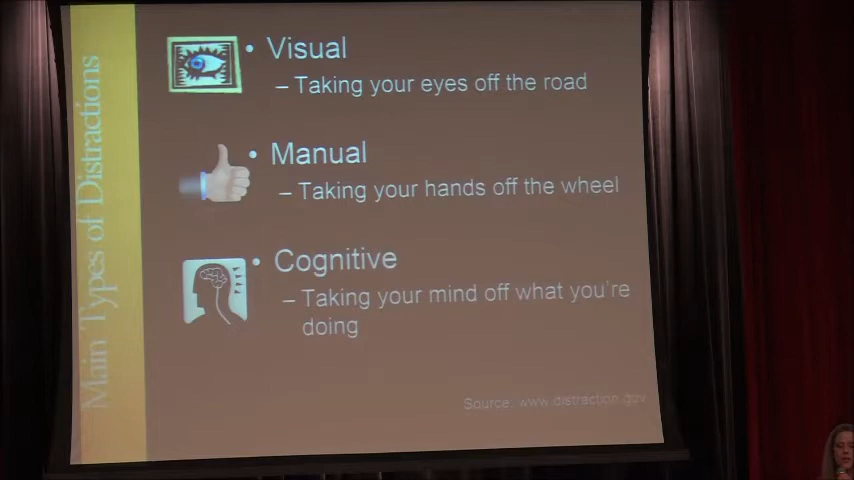 Main Types of Distractions
• Visual
– Taking your eyes off the road
• Manual
– Taking your hands off the wheel
• Cognitive
– Taking your mind off what you're
doing
Source: www.distraction.gov